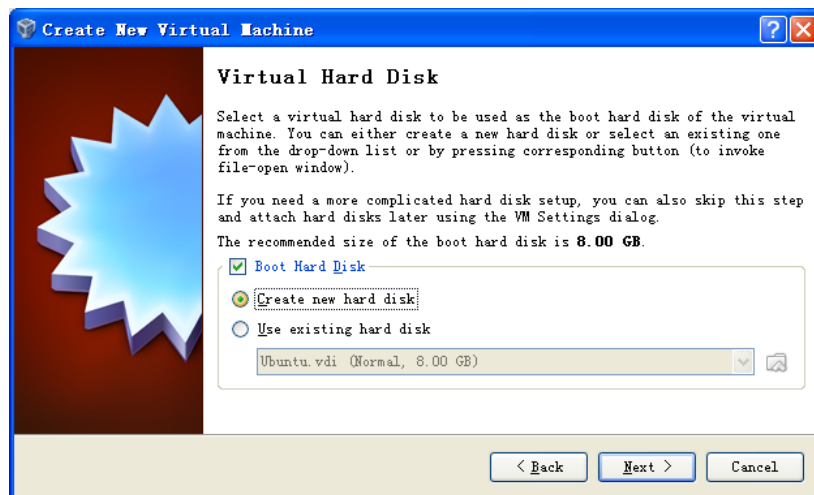 Create New Virtual Machine
Virtual Hard Disk
Select a virtual hard disk to be used as the boot hard disk of the virtual
machine. You can either create a new hard disk or select an existing one
from the drop-down list or by pressing corresponding button (to invoke
file-open window).
If you need a more complicated hard disk setup, you can also skip this step
and attach hard disks later using the VM Settings dialog.
The recommended size of the boot hard disk is 8.00 GB.
Boot Hard Disk
Create new hard disk
Use existing hard disk
Ubuntu.vdi (Normal, 8.00 GB)
< Back
Next >
Cancel